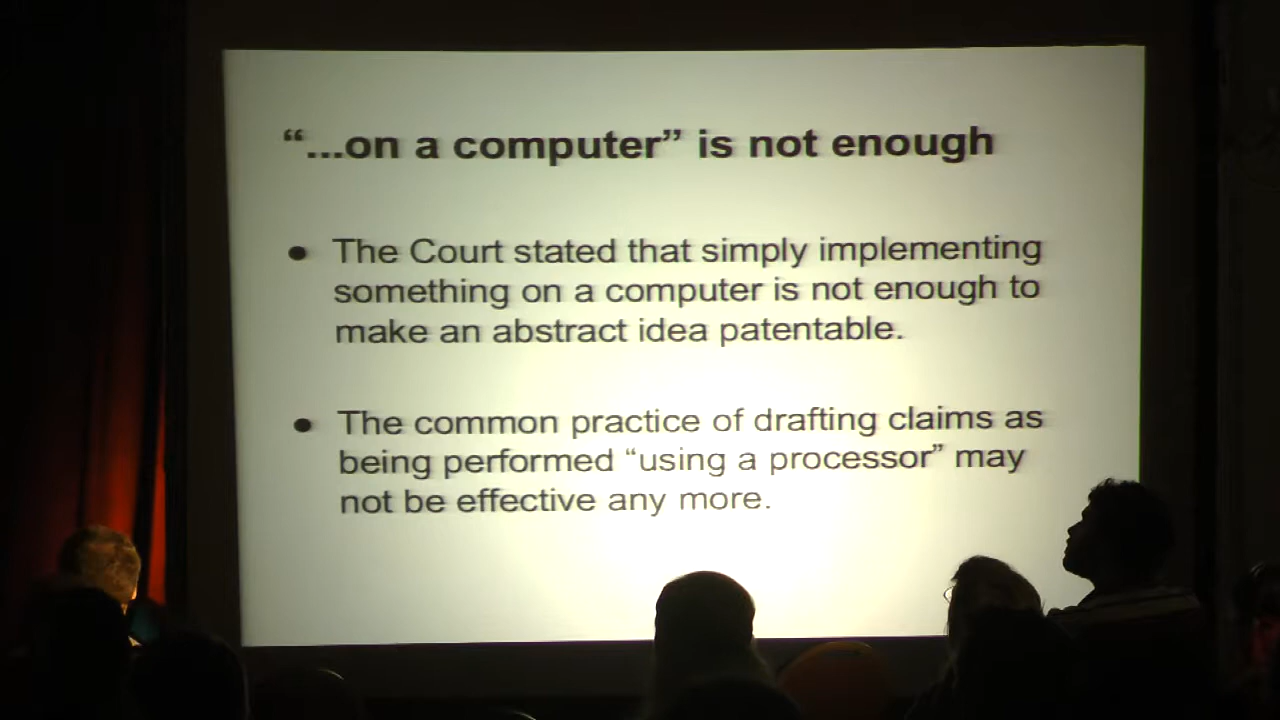 “...on a computer” is not enough
● The Court stated that simply implementing
something on a computer is not enough to
make an abstract idea patentable.
● The common practice of drafting claims as
being performed “using a processor” may
not be effective any more.